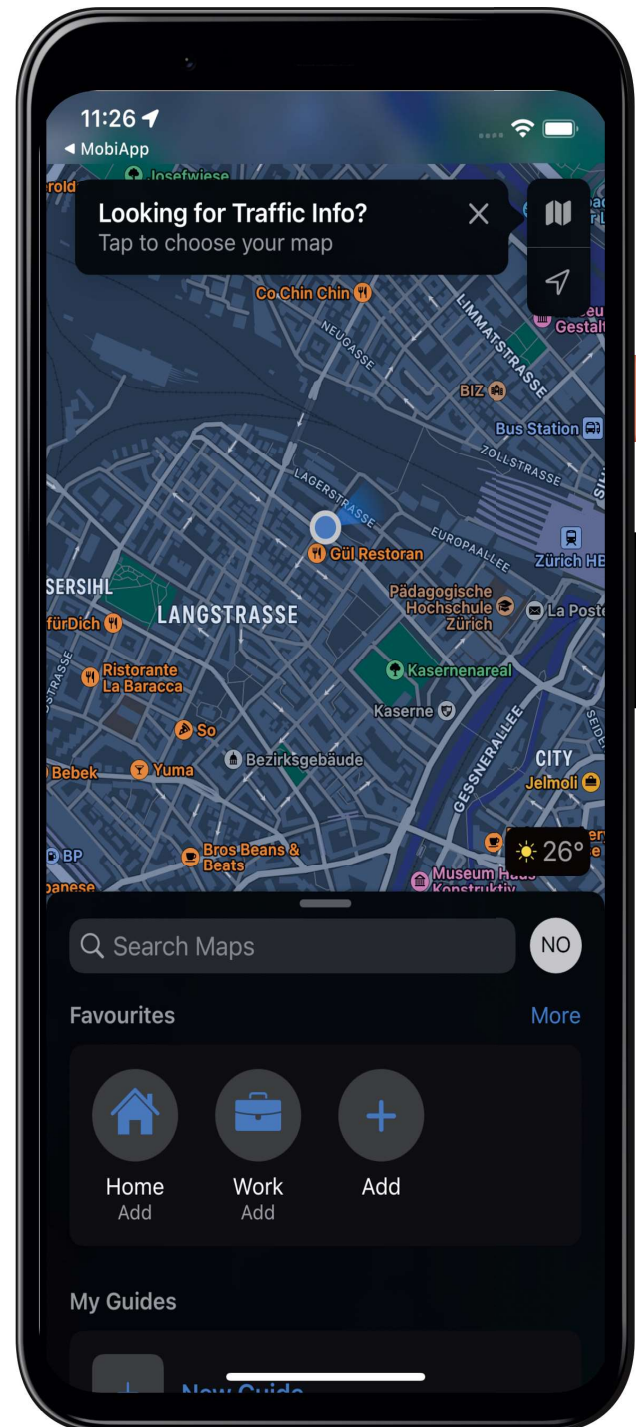 11:26
MobiApp
Josefwiese
Looking for Traffic Info?
Tap to choose your map
Co Chin Chin
LIMMATSTRASSE
NEUGASSE
Gestalt
BIZ
Bus Station
ZOLLSTRASSE
LAGERSTRASSE
EUROPAALLEE
Gül Restoran
Zürich HB
Pädagogische
Hochschule
Zürich
La Poste
SERSIHL
LANGSTRASSE
fürDich
Kasernenareal
Ristorante
La Baracca
Kaserne
So
GESSNERALLEE
Bezirksgebäude
CITY
Bebek
Yuma
Jelmoli
BP
Bros Beans &
Beats
26°
Museum Haus
Konstruktiv
Search Maps
NO
Favourites
More
Home
Work
Add
Add
Add
My Guides
New Guide